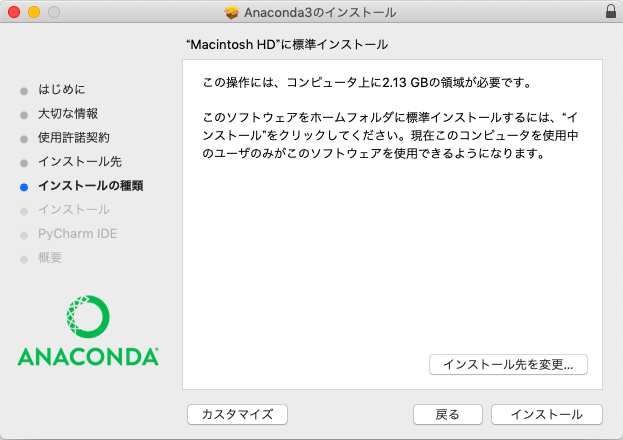 Anaconda3のインストール
“Macintosh HD”に標準インストール
はじめに
大切な情報
使用許諾契約
インストール先
インストールの種類
インストール
PyCharm IDE
概要
ANACONDA®
この操作には、コンピュータ上に2.13 GBの領域が必要です。
このソフトウェアをホームフォルダに標準インストールするには、“イ
ンストール”をクリックしてください。現在このコンピュータを使用中
のユーザのみがこのソフトウェアを使用できるようになります。
インストール先を変更...
カスタマイズ
戻る
インストール